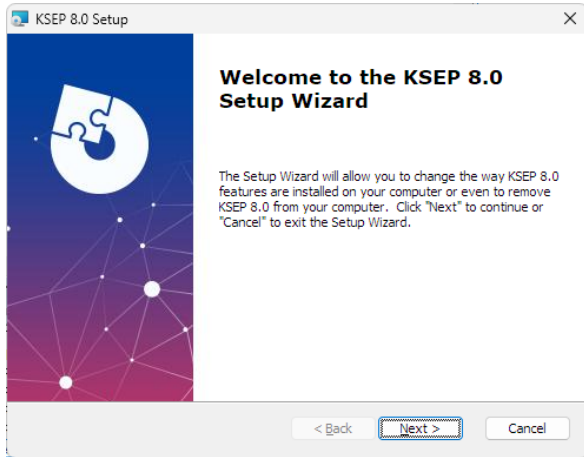 KSEP 8.0 Setup
Welcome to the KSEP 8.0
Setup Wizard
The Setup Wizard will allow you to change the way KSEP 8.0
features are installed on your computer or even to remove
KSEP 8.0 from your computer.  Click "Next" to continue or
"Cancel" to exit the Setup Wizard.
< Back
Next >
Cancel